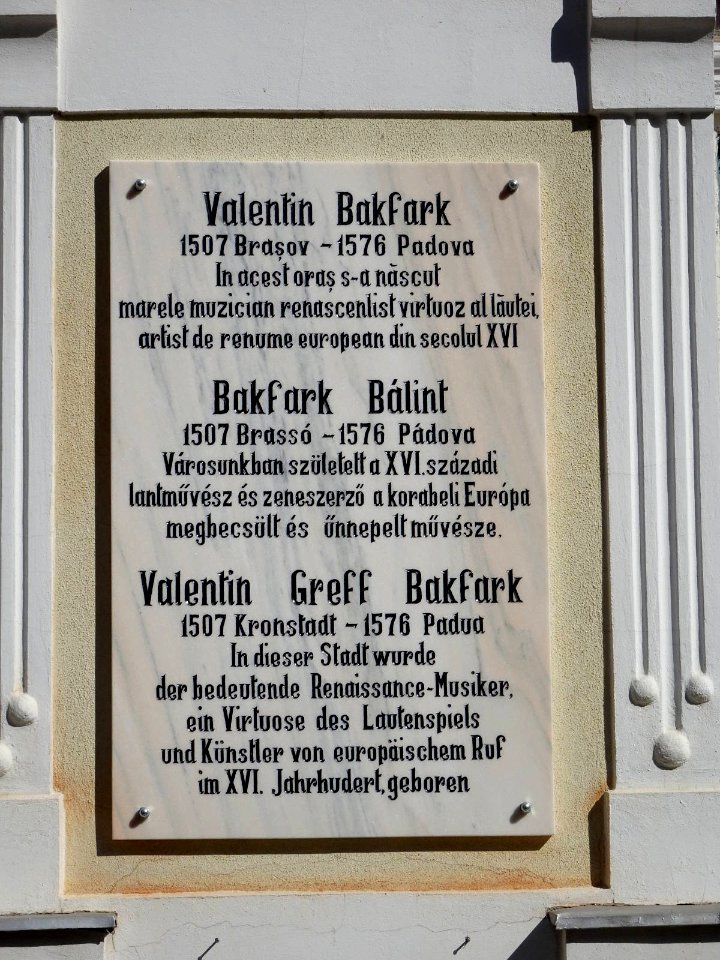 Valentin Bakfark
1507 Brașov - 1576 Padova
În acest oraș s-a născut
marele muzician renascentist virtuoz al lăutei,
artist de renume european din secolul XVI
Bakfark Bálint
1507 Brassó - 1576 Pádova
Városunkban született a XVI. századi
lantművész és zeneszerző a korabeli Európa
megbecsült és űnnepelt művésze.
Valentin Greff Bakfark
1507 Kronstadt - 1576 Padua
In dieser Stadt wurde
der bedeutende Renaissance-Musiker,
ein Virtuose des Lautenspiels
und Künstler von europäischem Ruf
im XVI. Jahrhudert, geboren